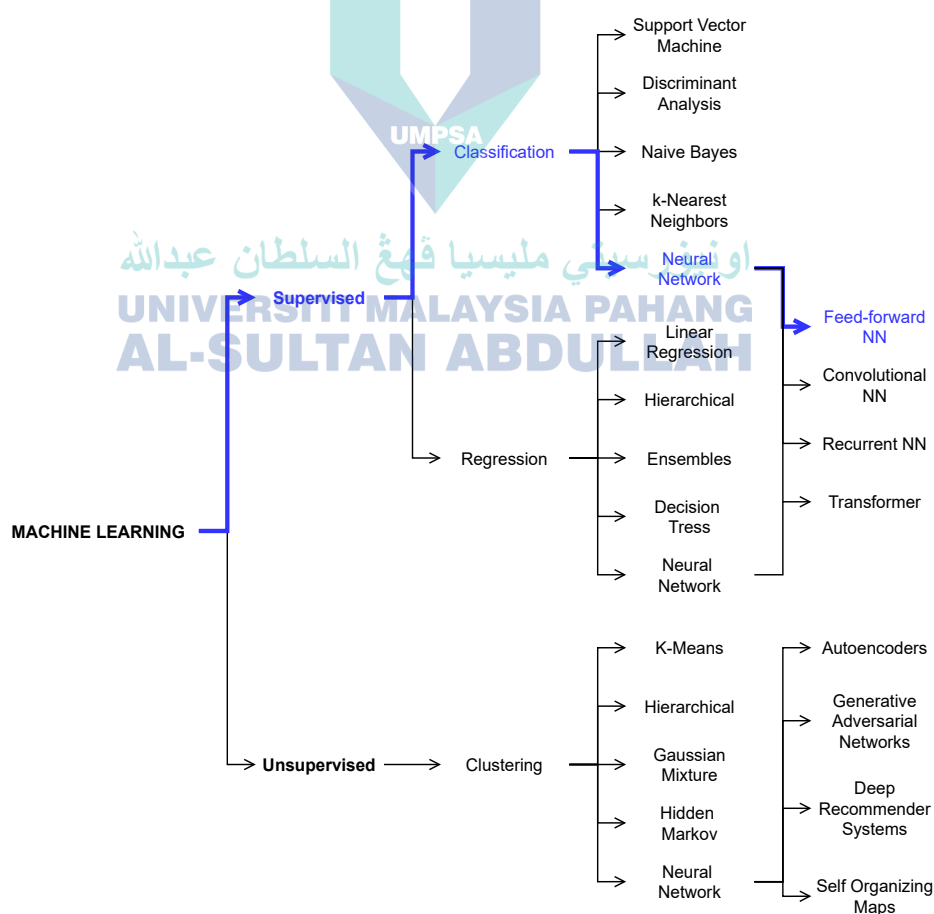 Support Vector
Machine
Discriminant
Analysis
UMPSA
Classification
Naive Bayes
k-Nearest
Neighbors
اونيۏرسيتي مليسيا ڤهڠ السلطان عبدالله
Neural
Network
UNIVERSITI MALAYSIA PAHANG
AL-SULTAN ABDULLAH
Supervised
Feed-forward
NN
Linear
Regression
Convolutional
NN
Hierarchical
Recurrent NN
Regression
Ensembles
Transformer
Decision
Tress
MACHINE LEARNING
Neural
Network
K-Means
Autoencoders
Hierarchical
Generative
Adversarial
Networks
Unsupervised
Clustering
Gaussian
Mixture
Deep
Recommender
Systems
Hidden
Markov
Neural
Network
Self Organizing
Maps